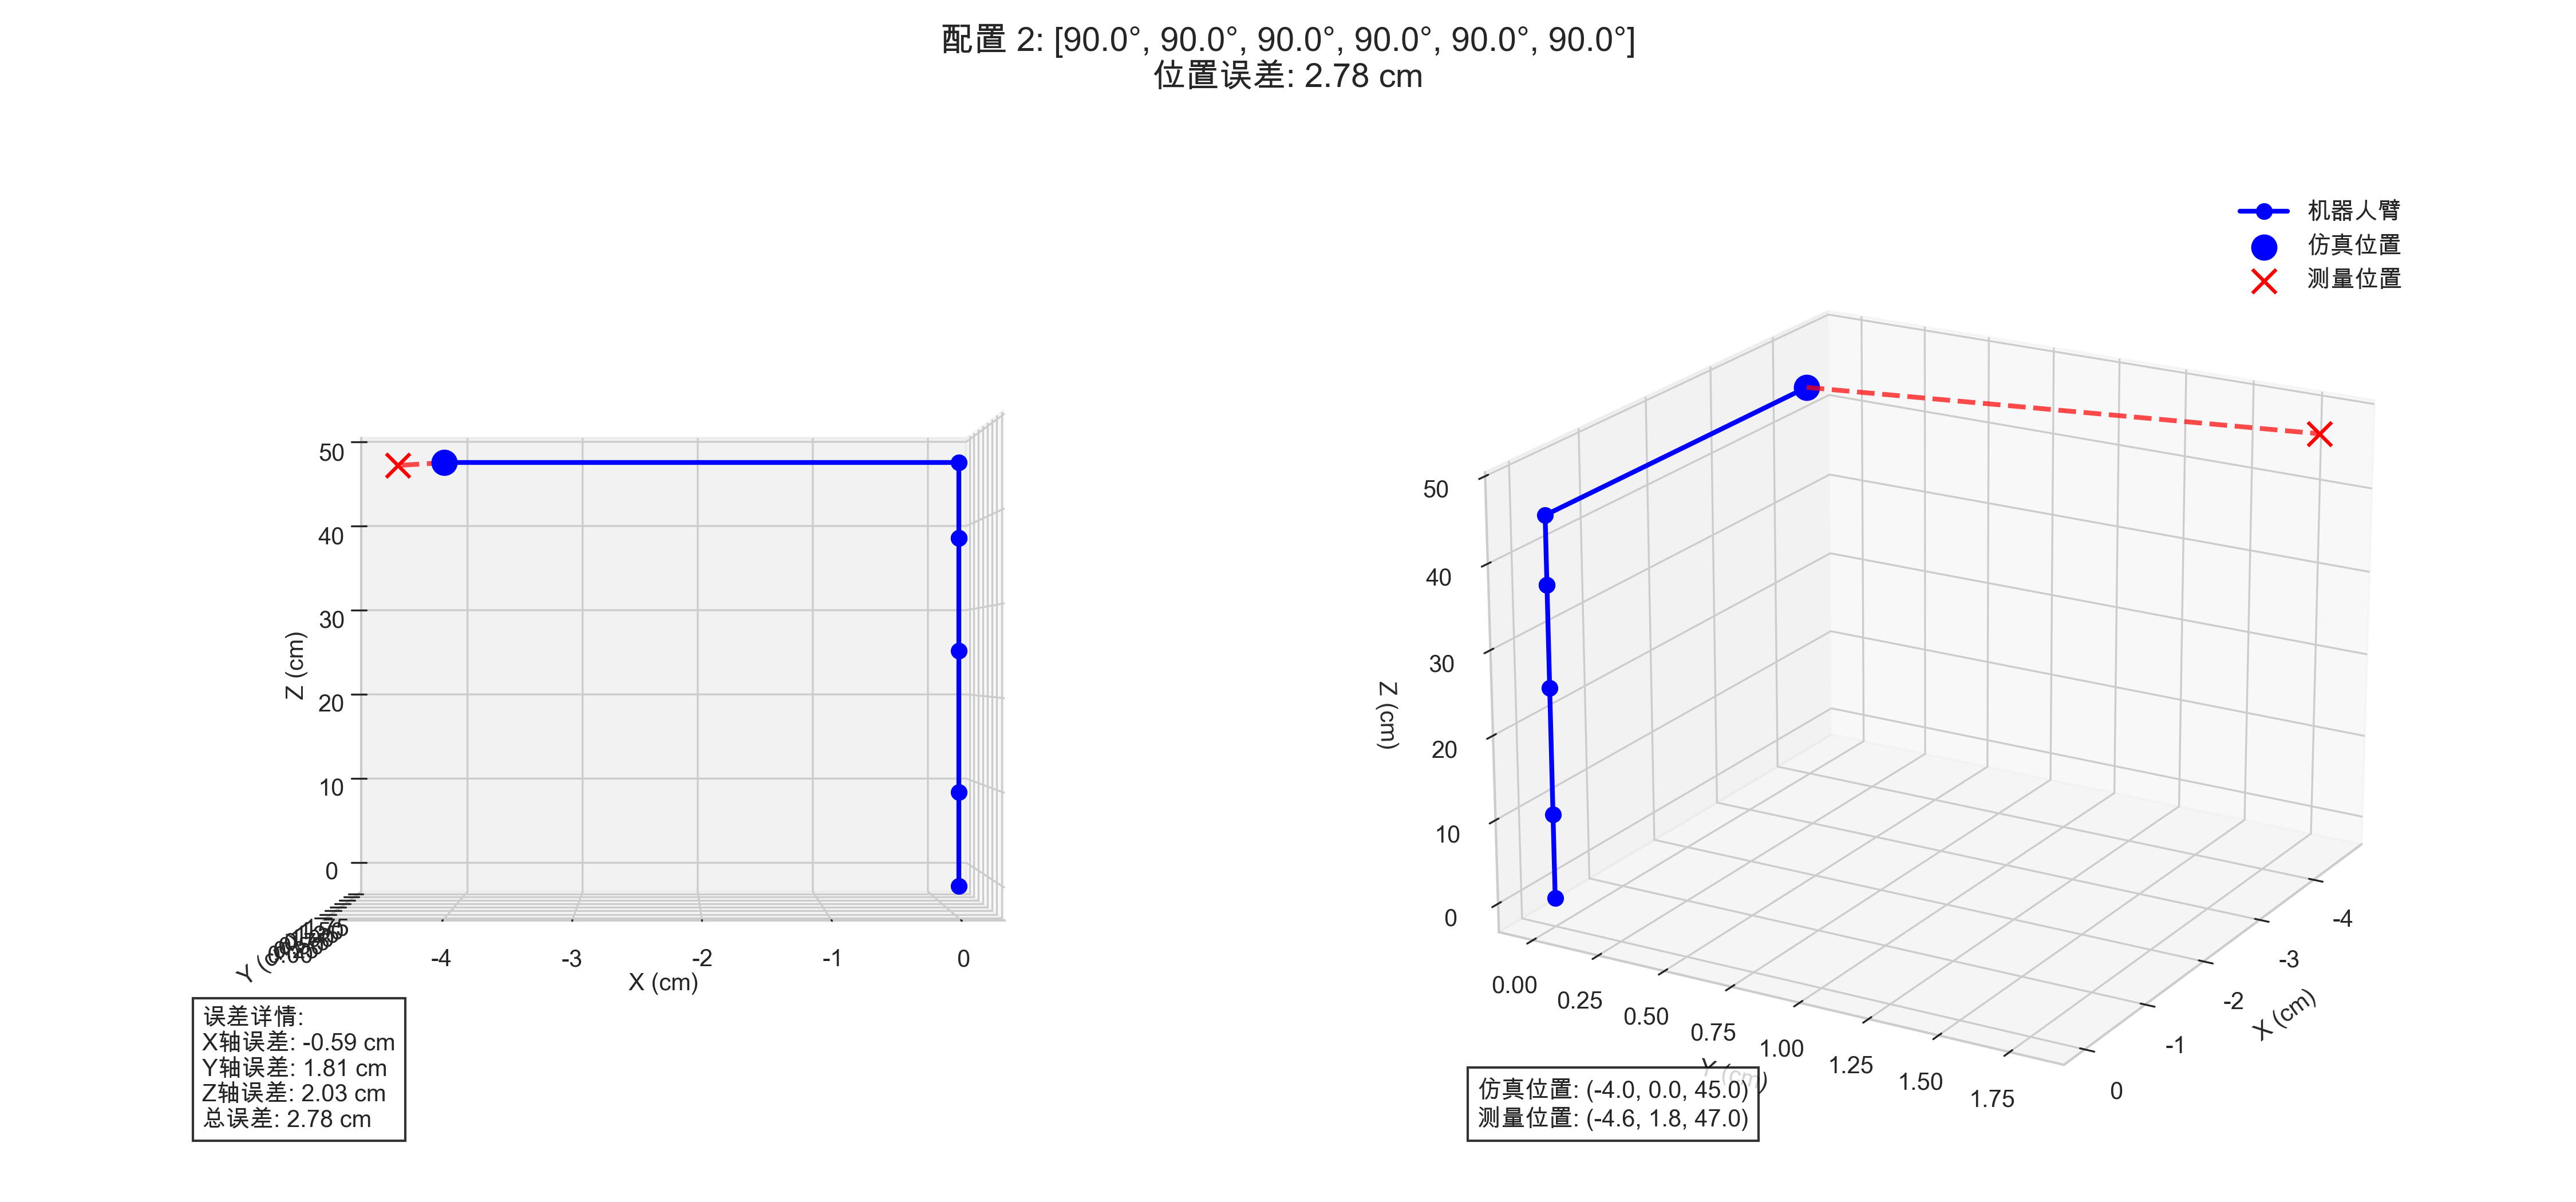 配置 2: [90.0°, 90.0°, 90.0°, 90.0°, 90.0°, 90.0°]
位置误差: 2.78 cm
机器人臂
仿真位置
测量位置
50
40
30
20
10
0
Z (cm)
-4
-3
-2
-1
0
X (cm)
Y
误差详情:
X轴误差: -0.59 cm
Y轴误差: 1.81 cm
Z轴误差: 2.03 cm
总误差: 2.78 cm
50
40
30
20
10
0
Z (cm)
0.00
0.25
0.50
0.75
1.00
1.25
1.50
1.75
Y (cm)
-4
-3
-2
-1
0
X (cm)
仿真位置: (-4.0, 0.0, 45.0)
测量位置: (-4.6, 1.8, 47.0)